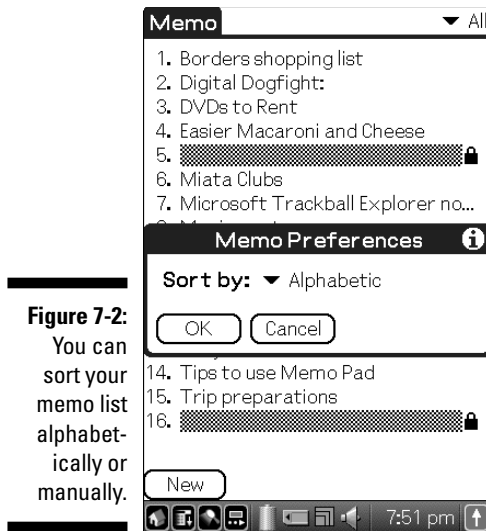 Memo
All
1. Borders shopping list
2. Digital Dogfight:
3. DVDs to Rent
4. Easier Macaroni and Cheese
5.
6. Miata Clubs
7. Microsoft Trackball Explorer no...
Memo Preferences
Sort by: Alphabetic
OK Cancel
14. Tips to use Memo Pad
15. Trip preparations
16.
New
7:51 pm
Figure 7-2:
You can
sort your
memo list
alphabet-
ically or
manually.